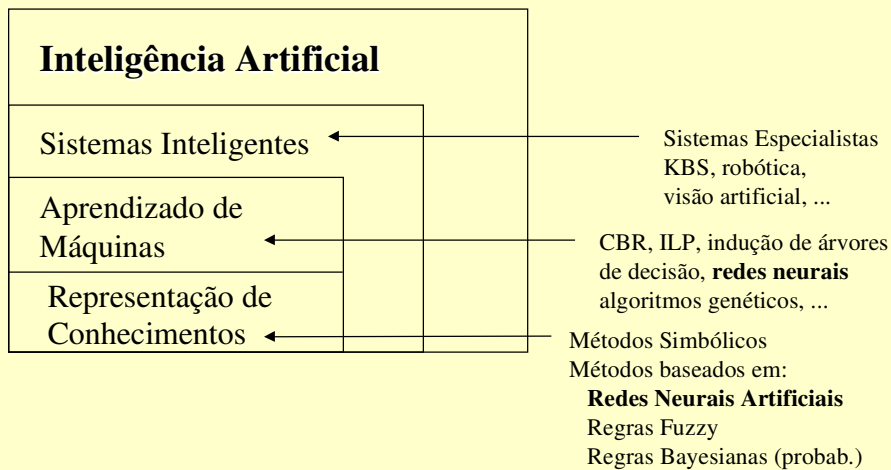 Inteligência Artificial
Sistemas Inteligentes
Aprendizado de
Máquinas
Representação de
Conhecimentos
Sistemas Especialistas
KBS, robótica,
visão artificial, ...
CBR, ILP, indução de árvores
de decisão, redes neurais
algoritmos genéticos, ...
Métodos Simbólicos
Métodos baseados em:
Redes Neurais Artificiais
Regras Fuzzy
Regras Bayesianas (probab.)